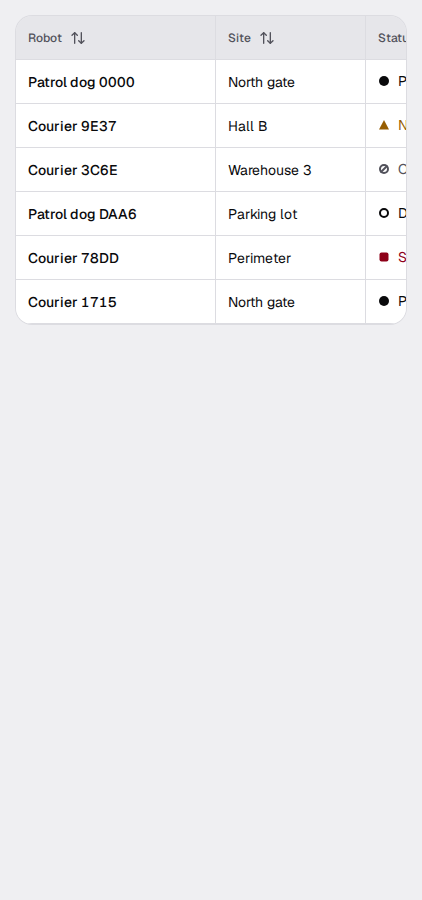 Robot Site
Patrol dog 0000 North gate
Courier 9E37 Hall B
Courier 3C6E Warehouse 3
Patrol dog DAA6 Parking lot
Courier 78DD Perimeter
Courier 1715 North gate